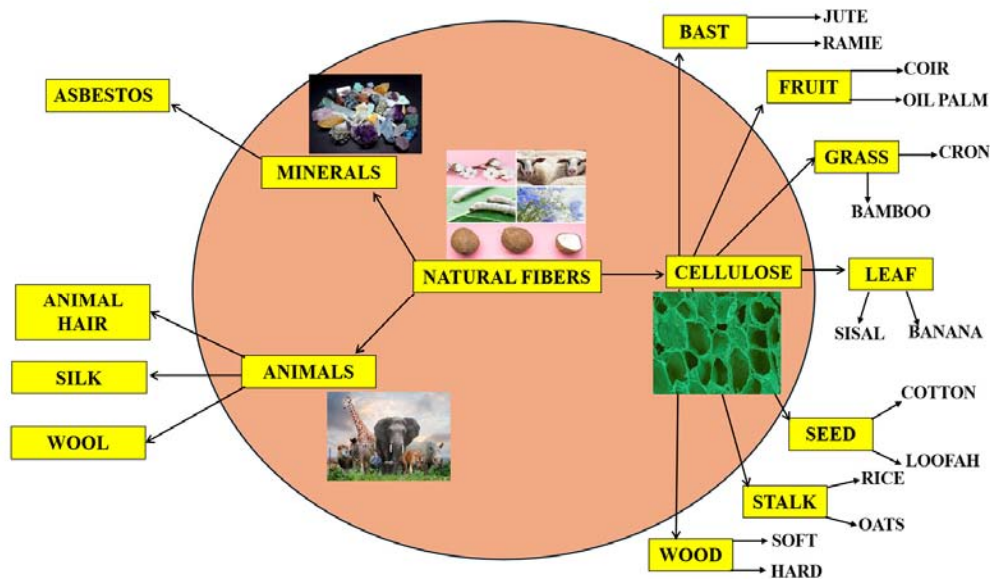 BAST
JUTE
RAMIE
FRUIT
COIR
OIL PALM
GRASS
CRON
BAMBOO
ASBESTOS
MINERALS
NATURAL FIBERS
CELLULOSE
LEAF
SISAL
BANANA
ANIMAL
HAIR
SILK
WOOL
ANIMALS
SEED
COTTON
LOOFAH
STALK
RICE
OATS
WOOD
SOFT
HARD